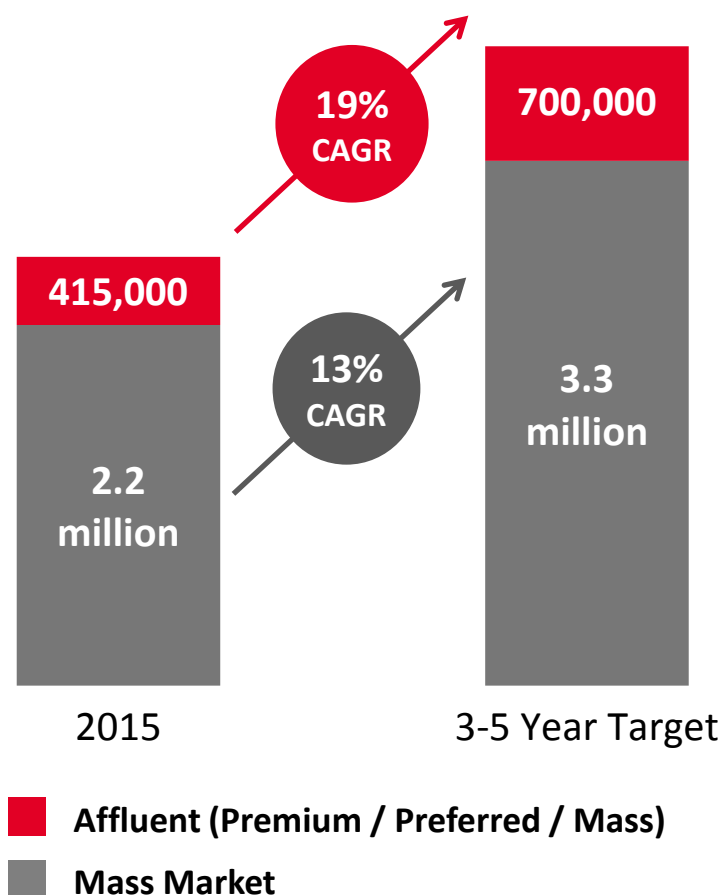 19%
CAGR
700,000
415,000
13%
CAGR
3.3
million
2.2
million
2015
3-5 Year Target
Affluent (Premium / Preferred / Mass)
Mass Market